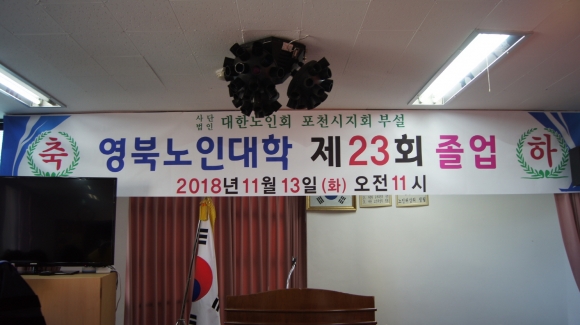 사단법인 대한노인회 포천시지회 부설
축 영북노인대학 제23회 졸업 하
2018년 11월 13일 (화) 오전 11시